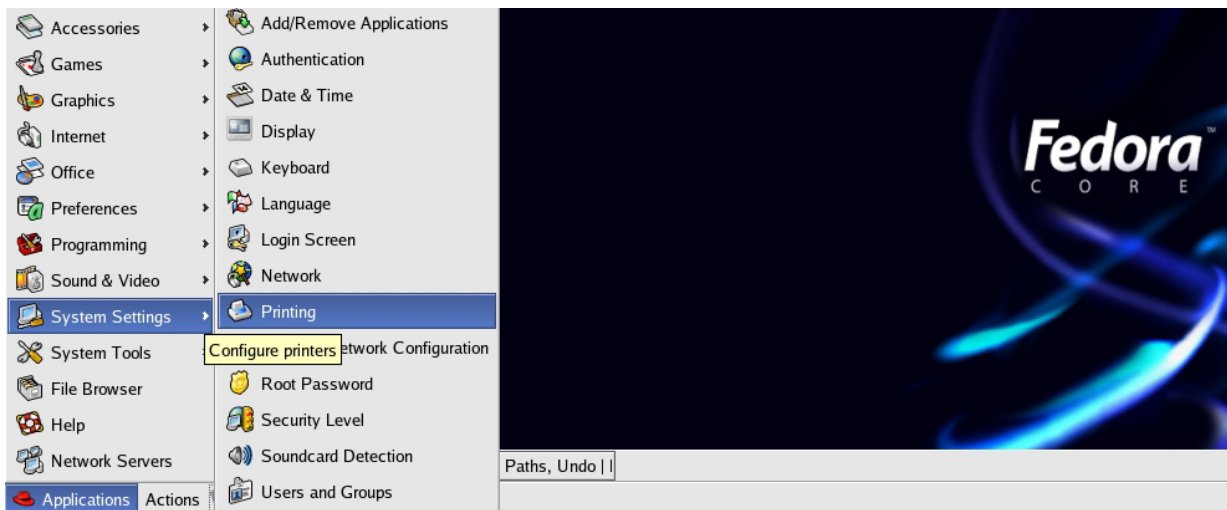 Accessories
Games
Graphics
Internet
Office
Preferences
Programming
Sound & Video
System Settings
System Tools
File Browser
Help
Network Servers
Applications Actions
Add/Remove Applications
Authentication
Date & Time
Display
Keyboard
Language
Login Screen
Network
Printing
Configure printers
etwork Configuration
Root Password
Security Level
Soundcard Detection
Users and Groups
Fedora™
CORE
Paths, Undo |